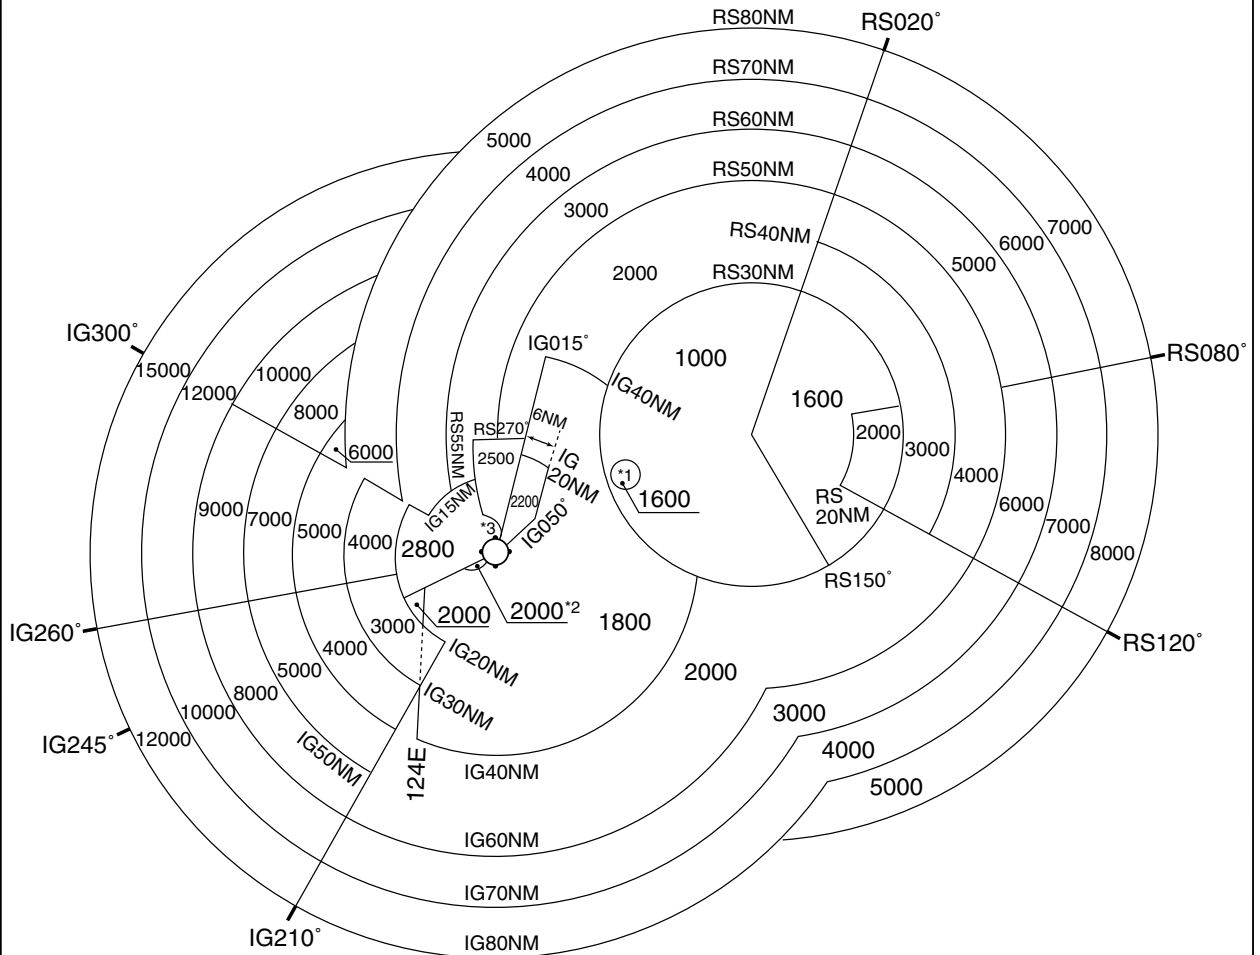 RS80NM
RS020°
RS70NM
RS60NM
5000
RS50NM
4000
3000
7000
RS40NM
6000
5000
2000
RS30NM
IG300°
IG015°
RS080°
1000
15000
10000
12000
IG40NM
1600
8000
6NM
RS55NM
RS270°
2000
3000
6000
2500
IG
20NM
*1
4000
1600
IG15NM
2200
RS
20NM
9000
7000
5000
4000
2800
*3
IG050°
6000
7000
8000
RS150°
2000
2000*2
1800
IG260°
3000
RS120°
4000
IG20NM
5000
2000
8000
IG30NM
10000
3000
IG245°
12000
IG50NM
124E
IG40NM
4000
5000
IG60NM
IG70NM
IG210°
IG80NM